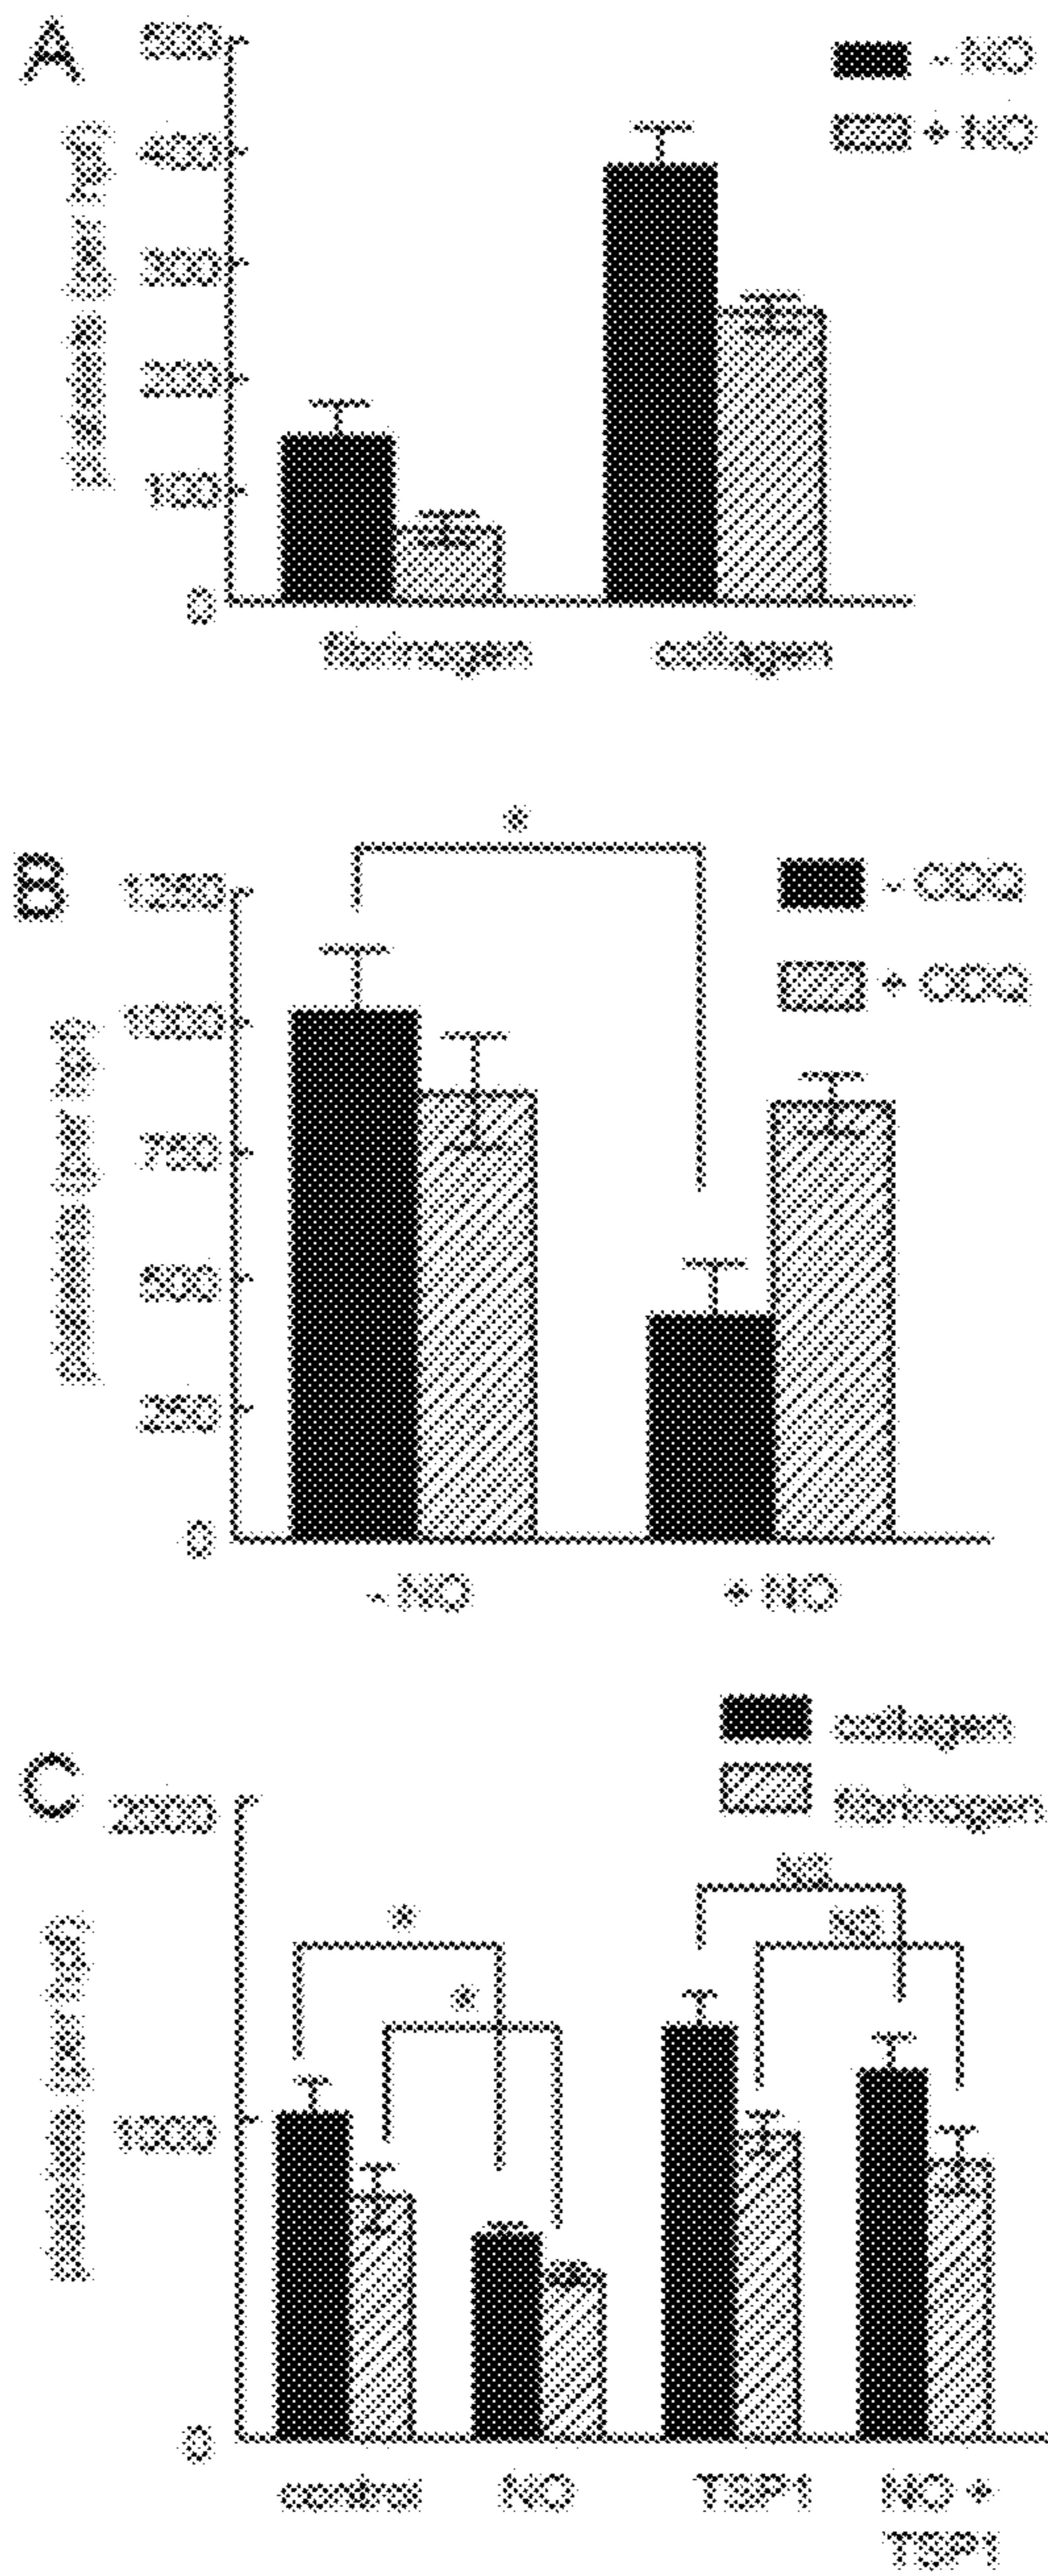 A
500
400
300
200
100
0
- NO
+ NO
fibrinogen
collagen
*
B
1250
1000
750
500
250
0
- ODQ
+ ODQ
- NO
+ NO
collagen
fibrinogen
C
2000
1000
0
*
*
NS
NS
control
NO
TSP1
NO +
TSP1